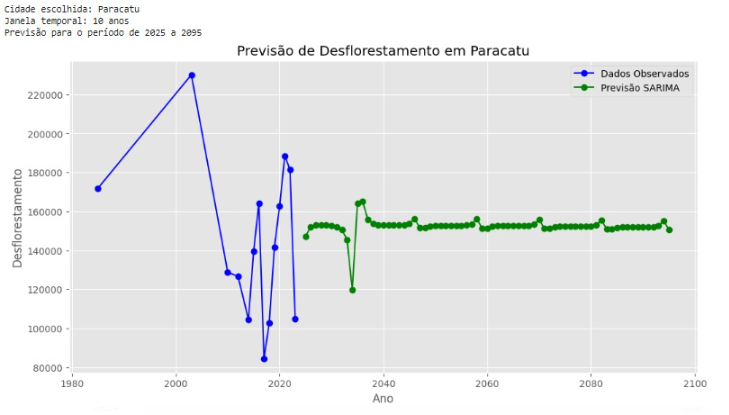 Cidade escolhida: Paracatu
Janela temporal: 10 anos
Previsão para o período de 2025 a 2095
Previsão de Desflorestamento em Paracatu
Dados Observados
Previsão SARIMA
220000
200000
180000
160000
140000
120000
100000
80000
Desflorestamento
1980
2000
2020
2040
2060
2080
2100
Ano